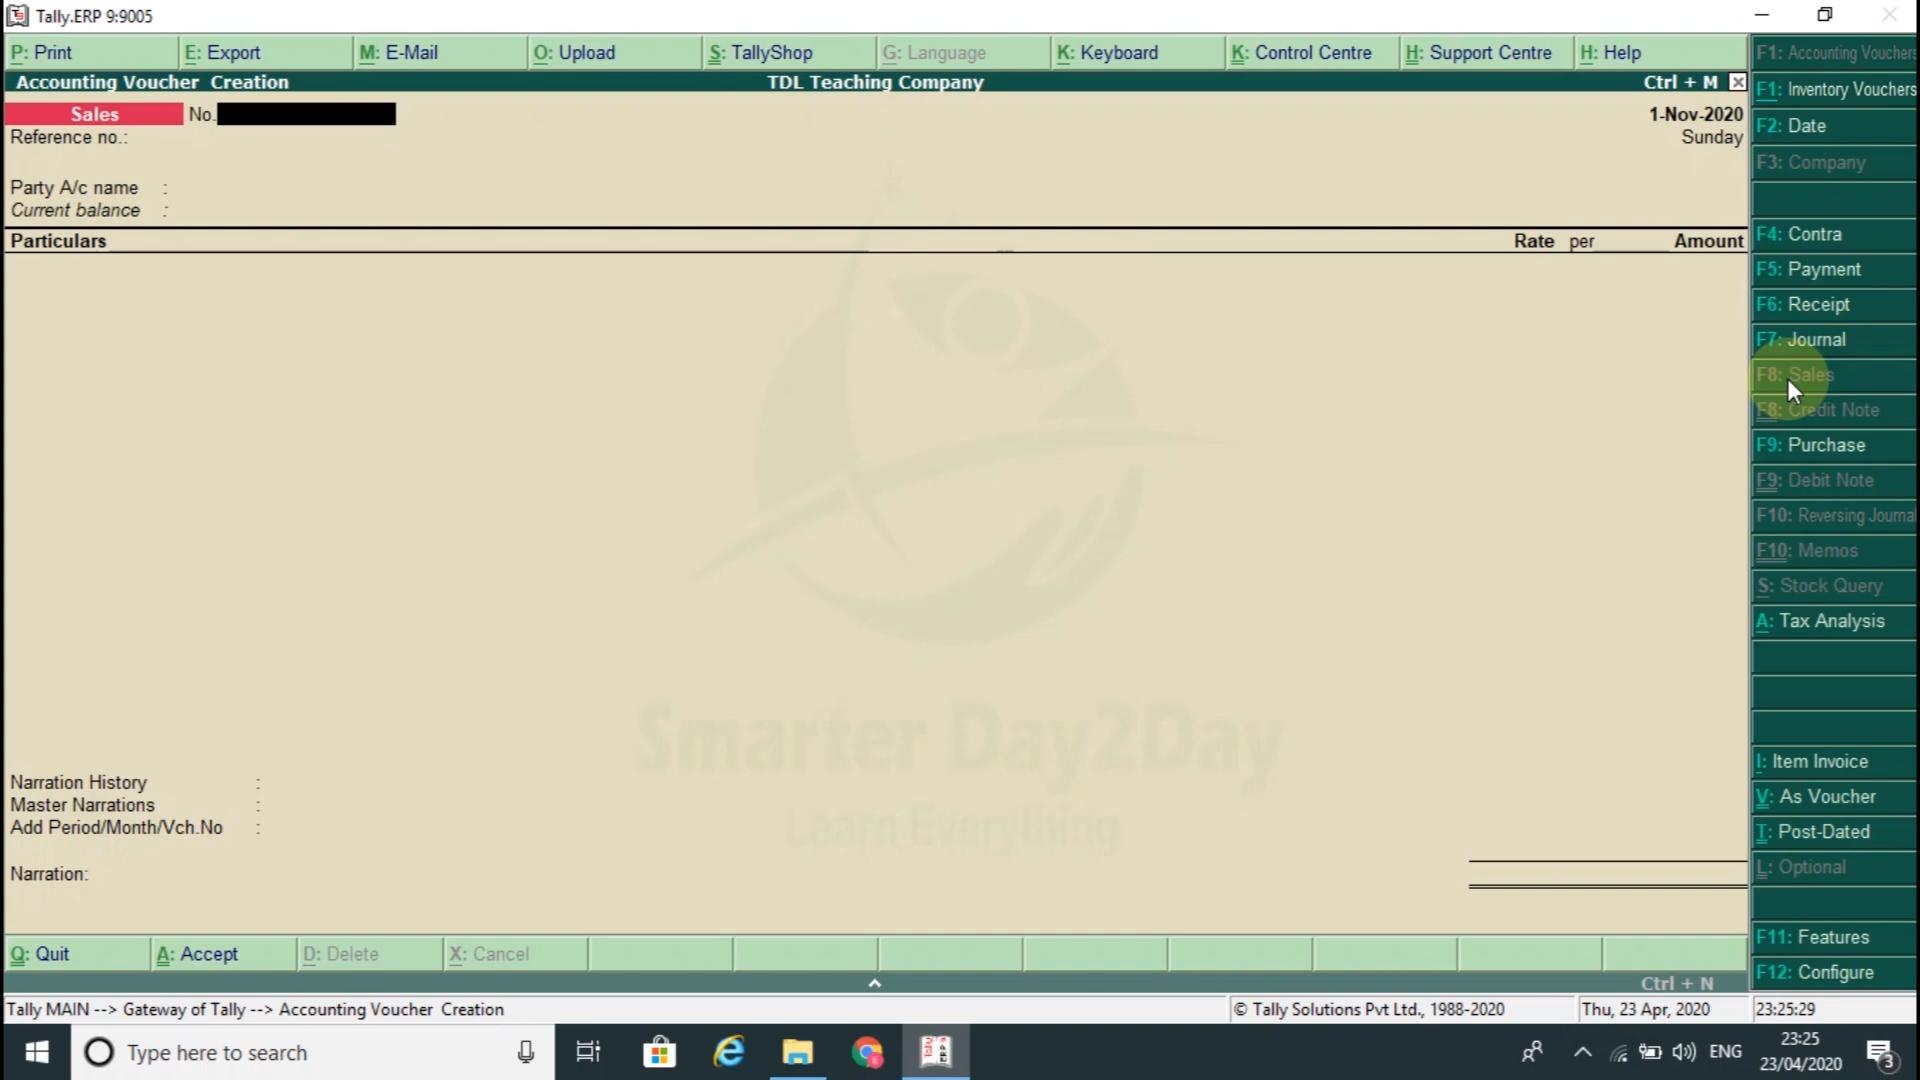 Tally.ERP 9:9005
P: Print E: Export M: E-Mail O: Upload S: TallyShop G: Language K: Keyboard K: Control Centre H: Support Centre H: Help
Accounting Voucher Creation TDL Teaching Company Ctrl + M
Sales No. 1-Nov-2020
Reference no.: Sunday
Party A/c name :
Current balance :
Particulars Rate per Amount
Smarter Day2Day
Learn Everything
Narration History :
Master Narrations :
Add Period/Month/Vch.No :
Narration:
F1: Accounting Vouchers
F1: Inventory Vouchers
F2: Date
F3: Company
F4: Contra
F5: Payment
F6: Receipt
F7: Journal
F8: Sales
F8: Credit Note
F9: Purchase
F9: Debit Note
F10: Reversing Journal
F10: Memos
S: Stock Query
A: Tax Analysis
I: Item Invoice
V: As Voucher
T: Post-Dated
L: Optional
F11: Features
F12: Configure
Q: Quit A: Accept D: Delete X: Cancel
Ctrl + N
Tally MAIN --> Gateway of Tally --> Accounting Voucher Creation © Tally Solutions Pvt Ltd., 1988-2020 Thu, 23 Apr, 2020 23:25:29
Type here to search ENG 23:25
23/04/2020 3